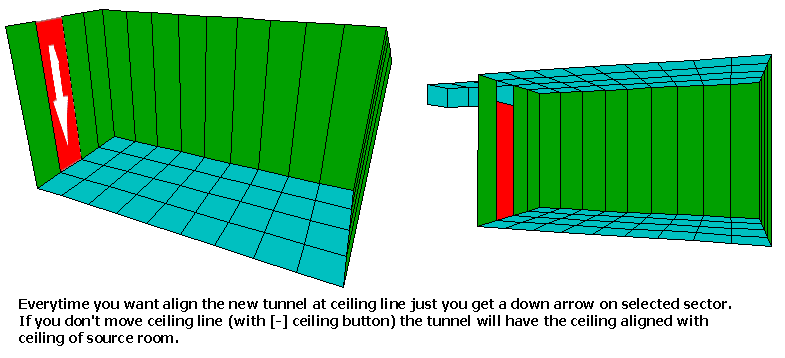 Everytime you want align the new tunnel at ceiling line just you get a down arrow on selected sector.
If you don't move ceiling line (with [-] ceiling button) the tunnel will have the ceiling aligned with
ceiling of source room.